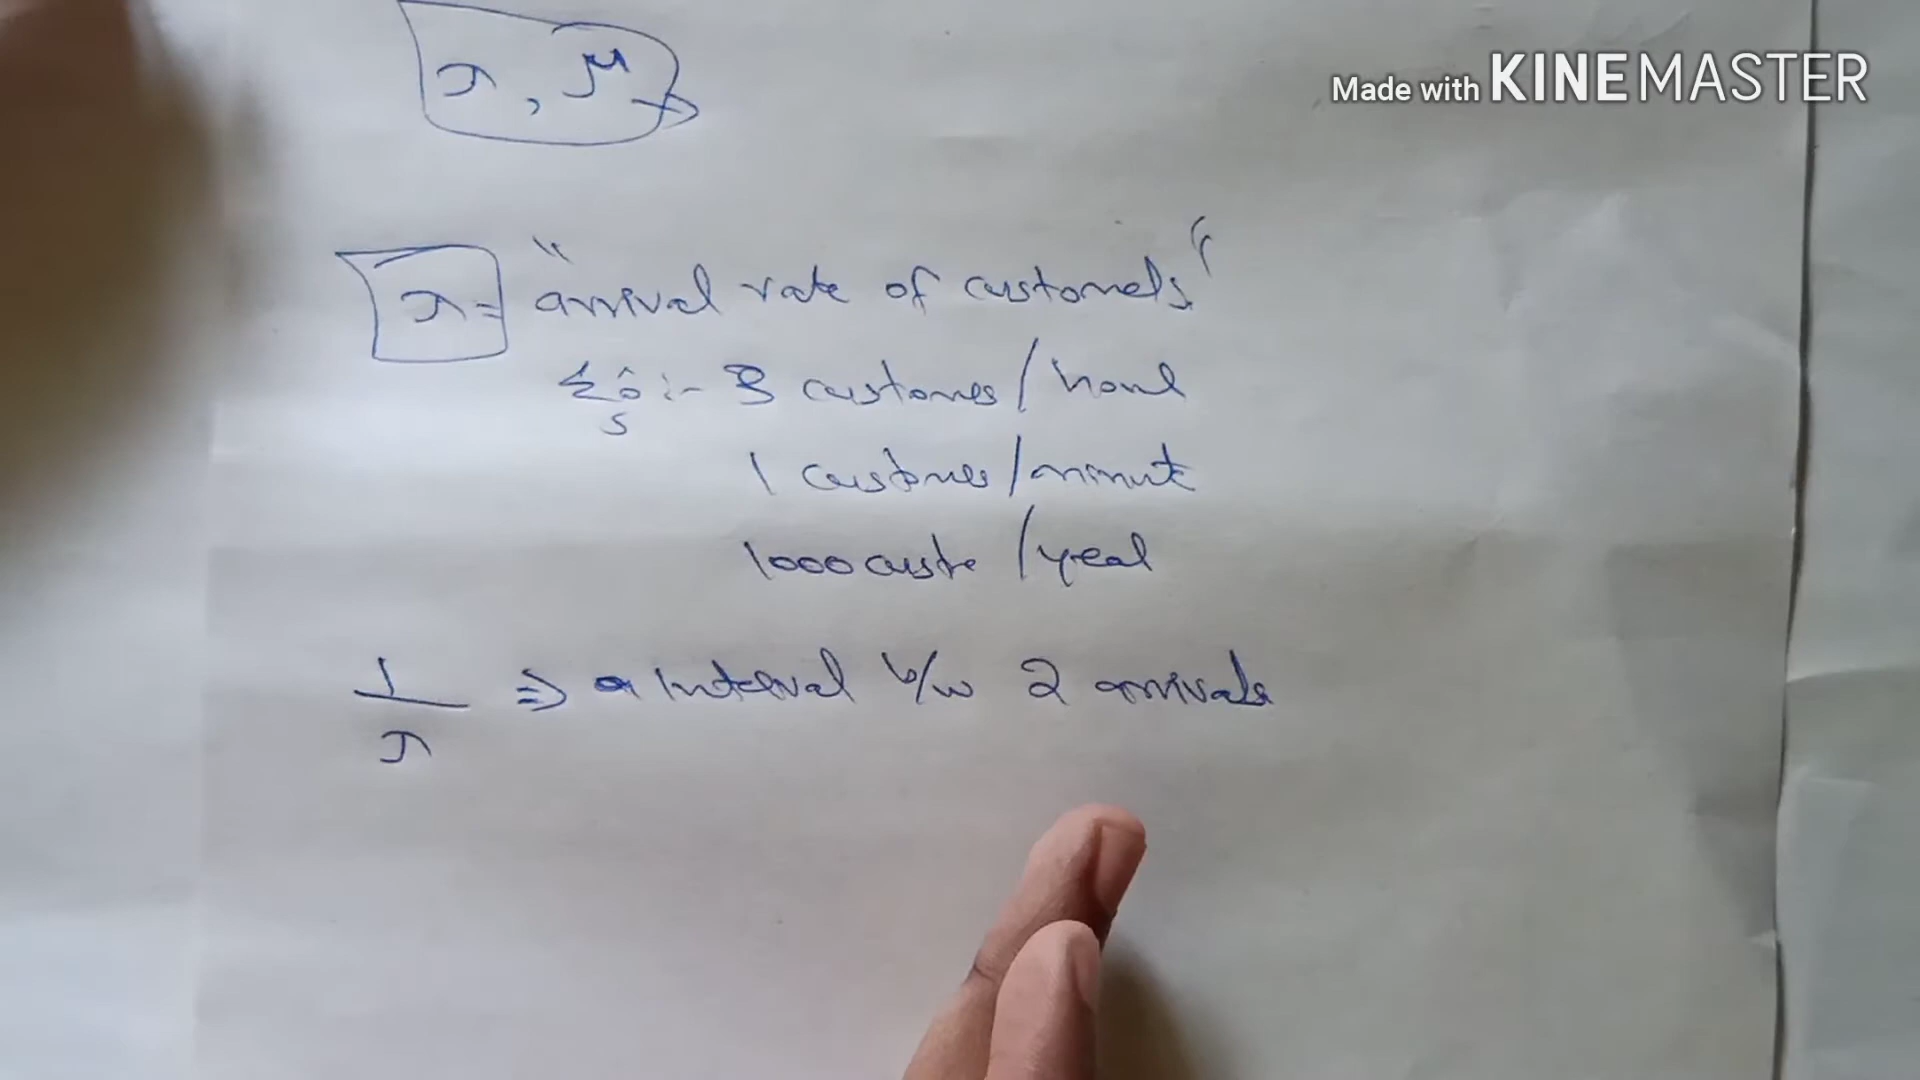 λ, μ
Made with KINEMASTER
λ = "arrival rate of customers"
3 customers/hour
1 customer/minute
1000 custo /year
1/λ ⇒ a interval b/w 2 arrivals